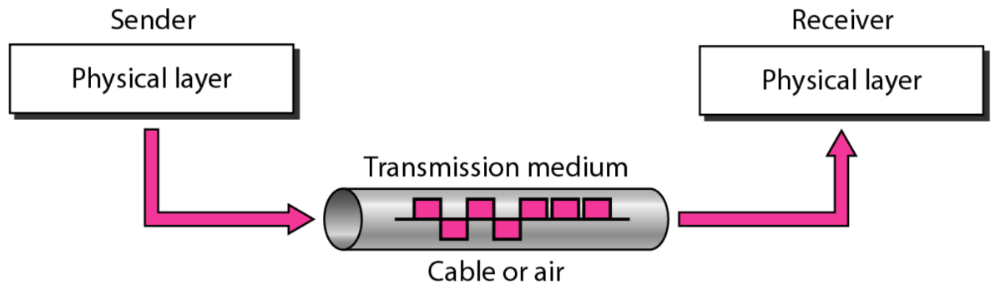 Sender
Receiver
Physical layer
Physical layer
Transmission medium
Cable or air